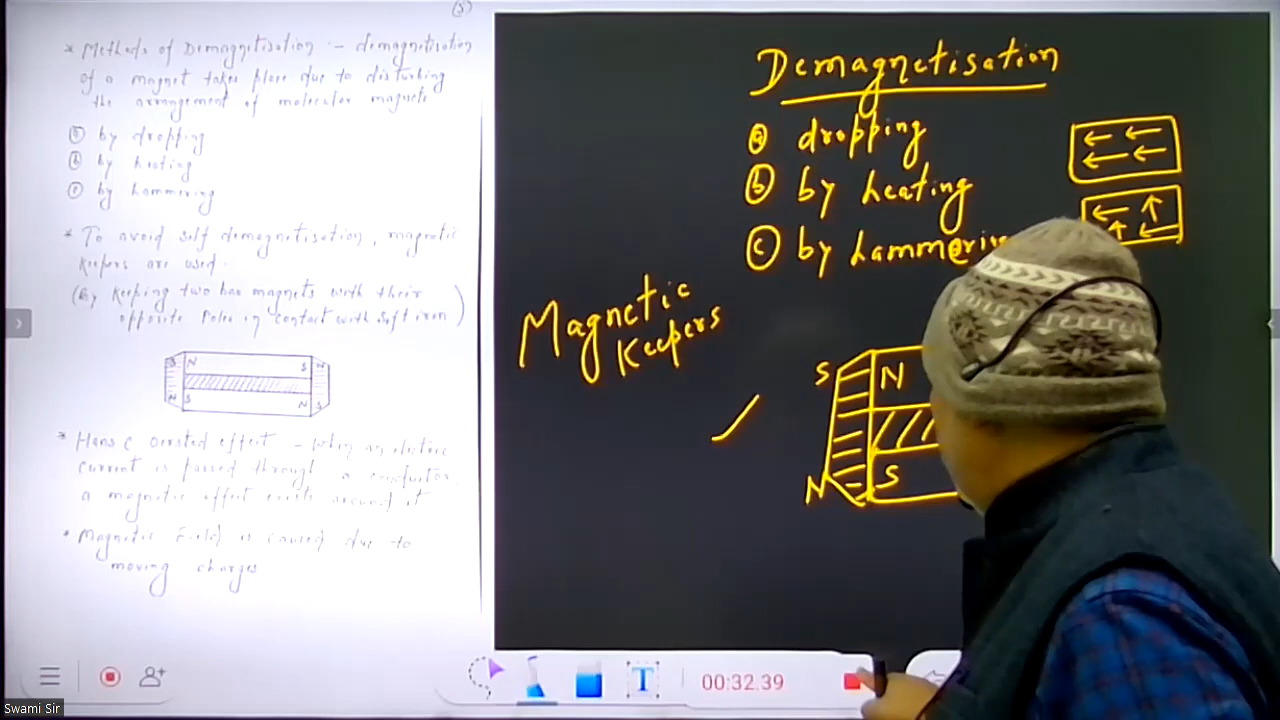 (5)
* Methods of Demagnetisation :- demagnetisation
of a magnet takes place due to disturbing
the arrangement of molecular magnets
(a) by dropping
(b) by heating
(c) by hammering
* To avoid self demagnetisation, magnetic
keepers are used.
(By keeping two bar magnets with their
opposite Poles in contact with soft iron)
S N S N
N S N S
* Hans C Oersted effect - When an electric
current is passed through a conductor,
a magnetic effect exists around it
* Magnetic Field is caused due to
moving charges
Demagnetisation
(a) dropping
(b) by heating
(c) by hammering
Magnetic
Keepers
S N
N S
T
00:32.39
Swami Sir